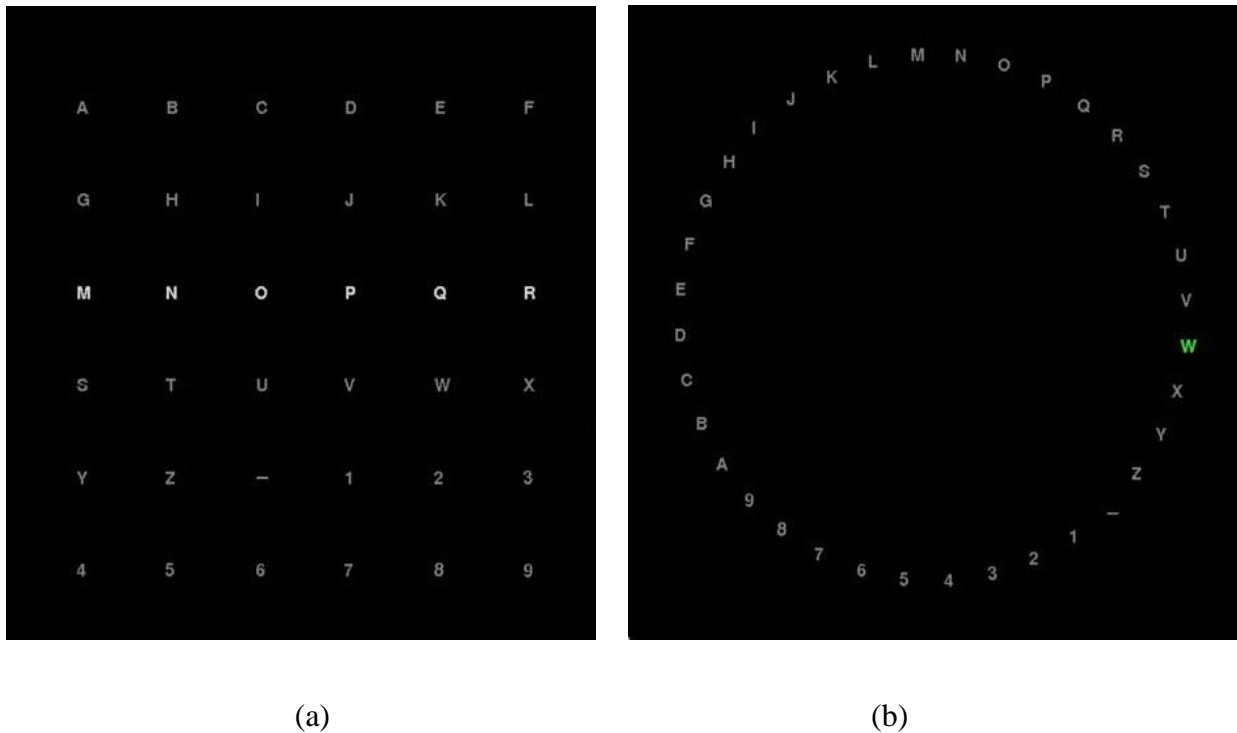 A B C D E F
G H I J K L
M N O P Q R
S T U V W X
Y Z – 1 2 3
4 5 6 7 8 9
A B C D E F G H I J K L M N O P Q R S T U V W X Y Z – 1 2 3 4 5 6 7 8 9
(a)
(b)